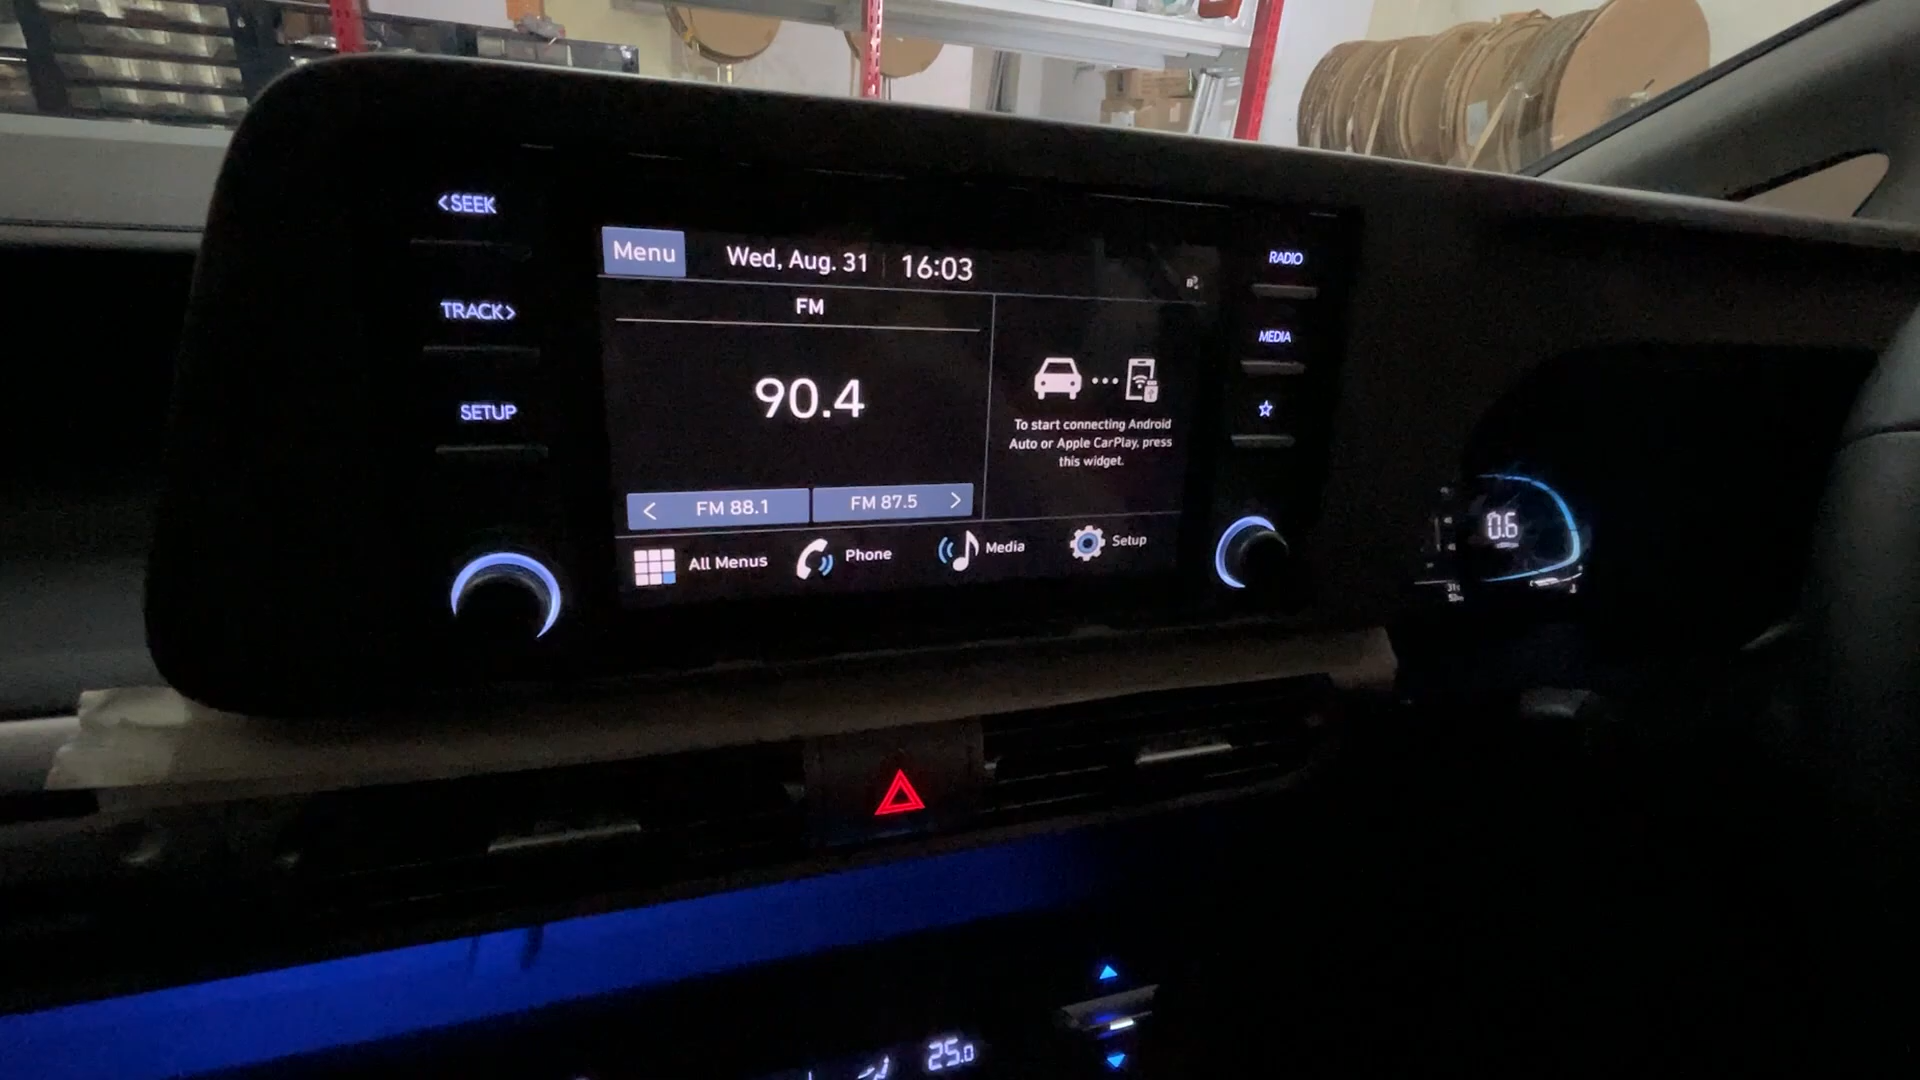 <SEEK
TRACK>
SETUP
Menu
Wed, Aug. 31
16:03
FM
90.4
FM 88.1
FM 87.5
To start connecting Android
Auto or Apple CarPlay, press
this widget.
All Menus
Phone
Media
Setup
RADIO
MEDIA
0.6
25.0